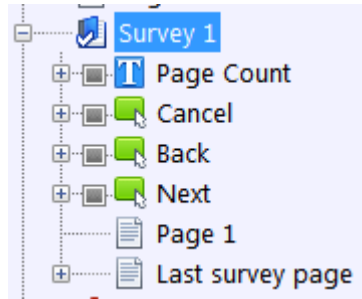 Survey 1
T Page Count
Cancel
Back
Next
Page 1
Last survey page